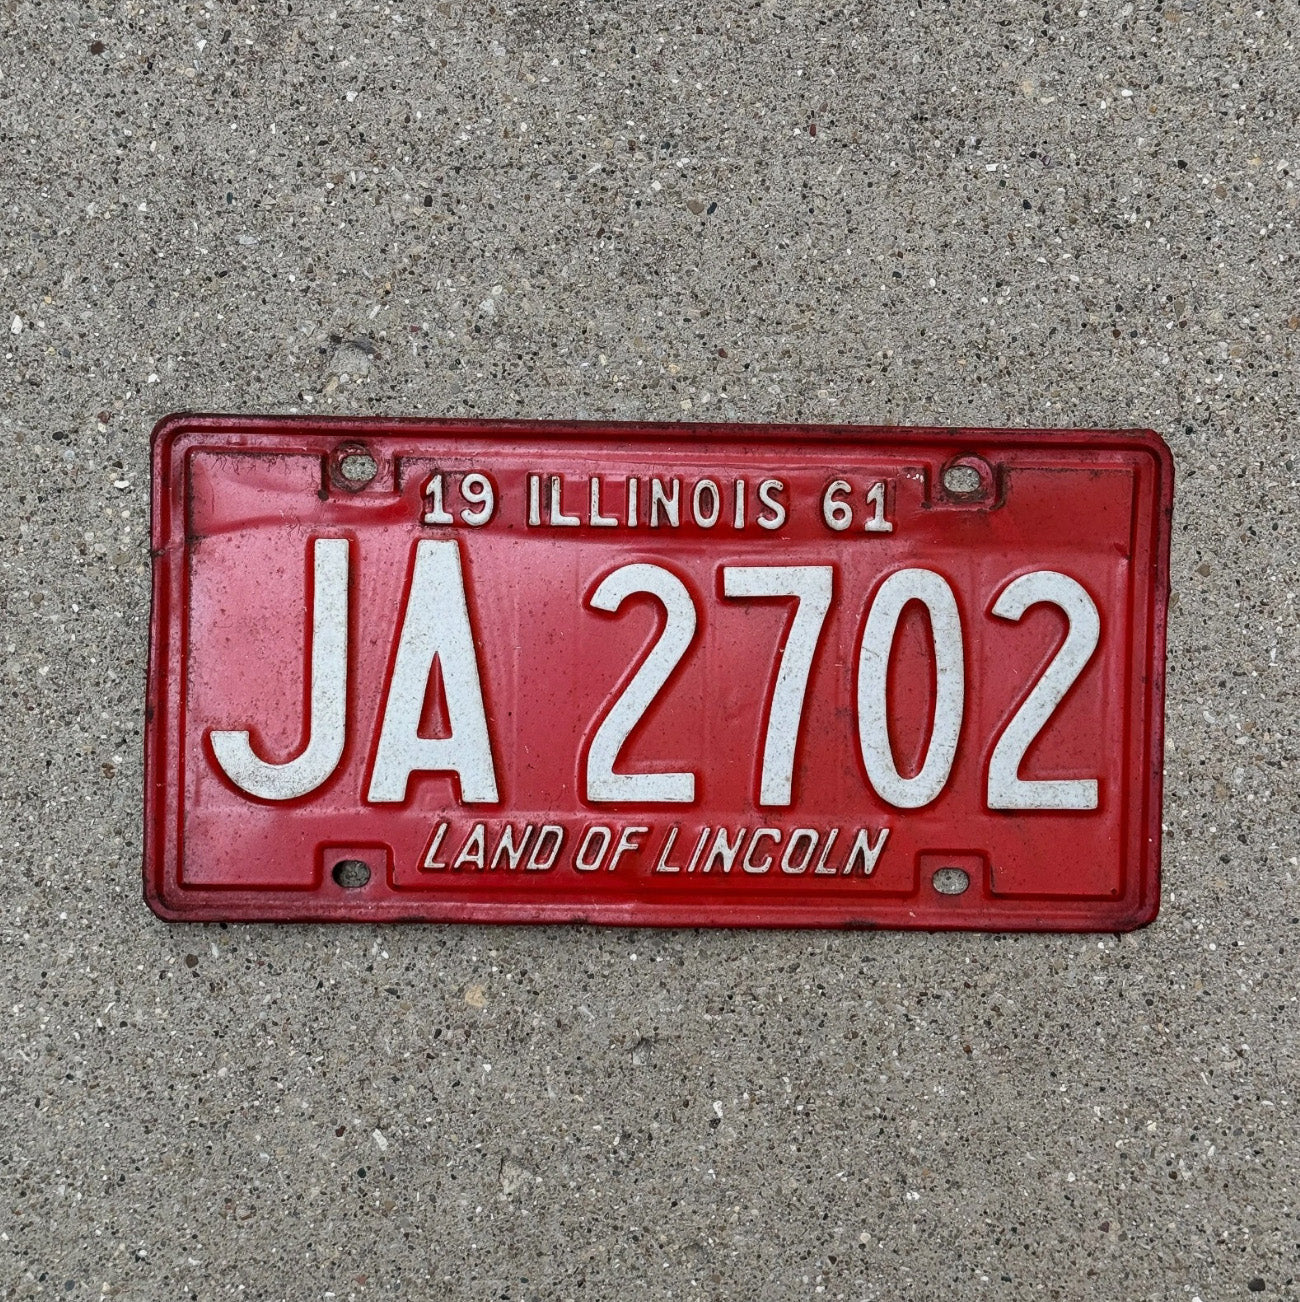 19 ILLINOIS 61
JA 2702
LAND OF LINCOLN